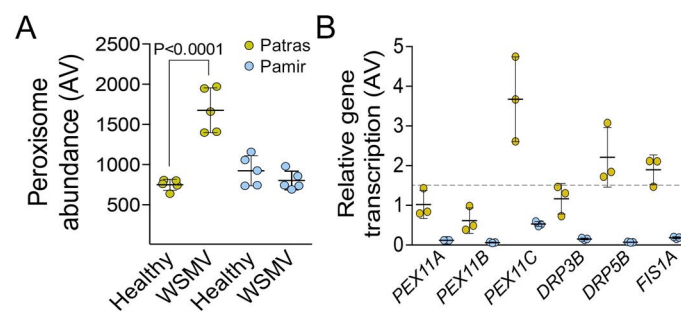 A
Peroxisome
abundance (AV)
2500
2000
1500
1000
500
P<0.0001
Patras
Pamir
Healthy
WSMV
Healthy
WSMV
B
Relative gene
transcription (AV)
5
4
3
2
1
0
PEX11A
PEX11B
PEX11C
DRP3B
DRP5B
FIS1A